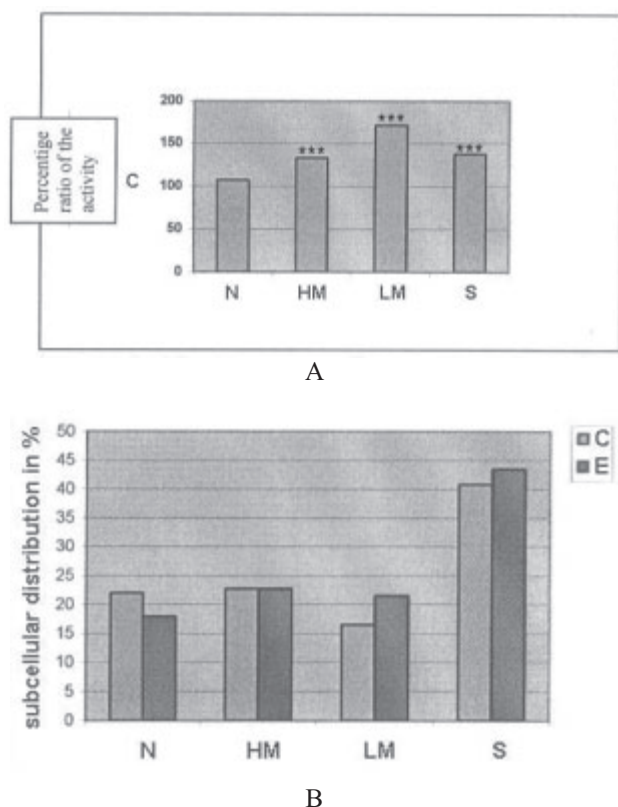 Percentige
ratio of the
activity
C
200
150
100
50
0
***
***
***
N HM LM S
A
subcellular distribution in %
50
45
40
35
30
25
20
15
10
5
0
N HM LM S
C
E
B